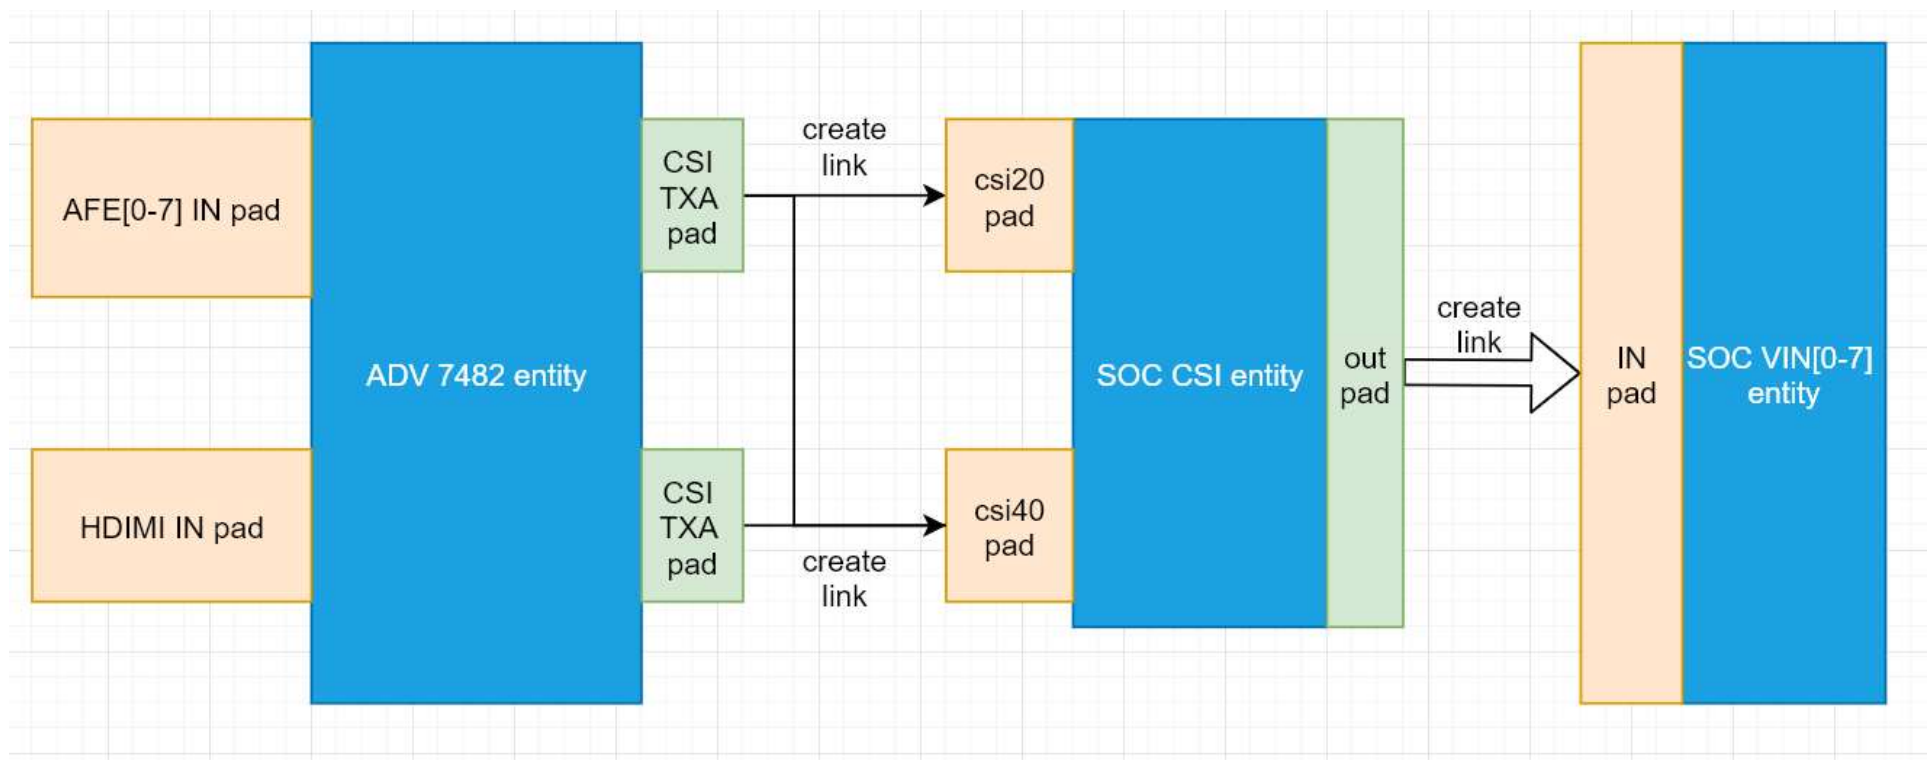 AFE[0-7] IN pad
HDIMI IN pad
ADV 7482 entity
CSI
TXA
pad
CSI
TXA
pad
create
link
create
link
csi20
pad
csi40
pad
SOC CSI entity
out
pad
create
link
IN
pad
SOC VIN[0-7]
entity